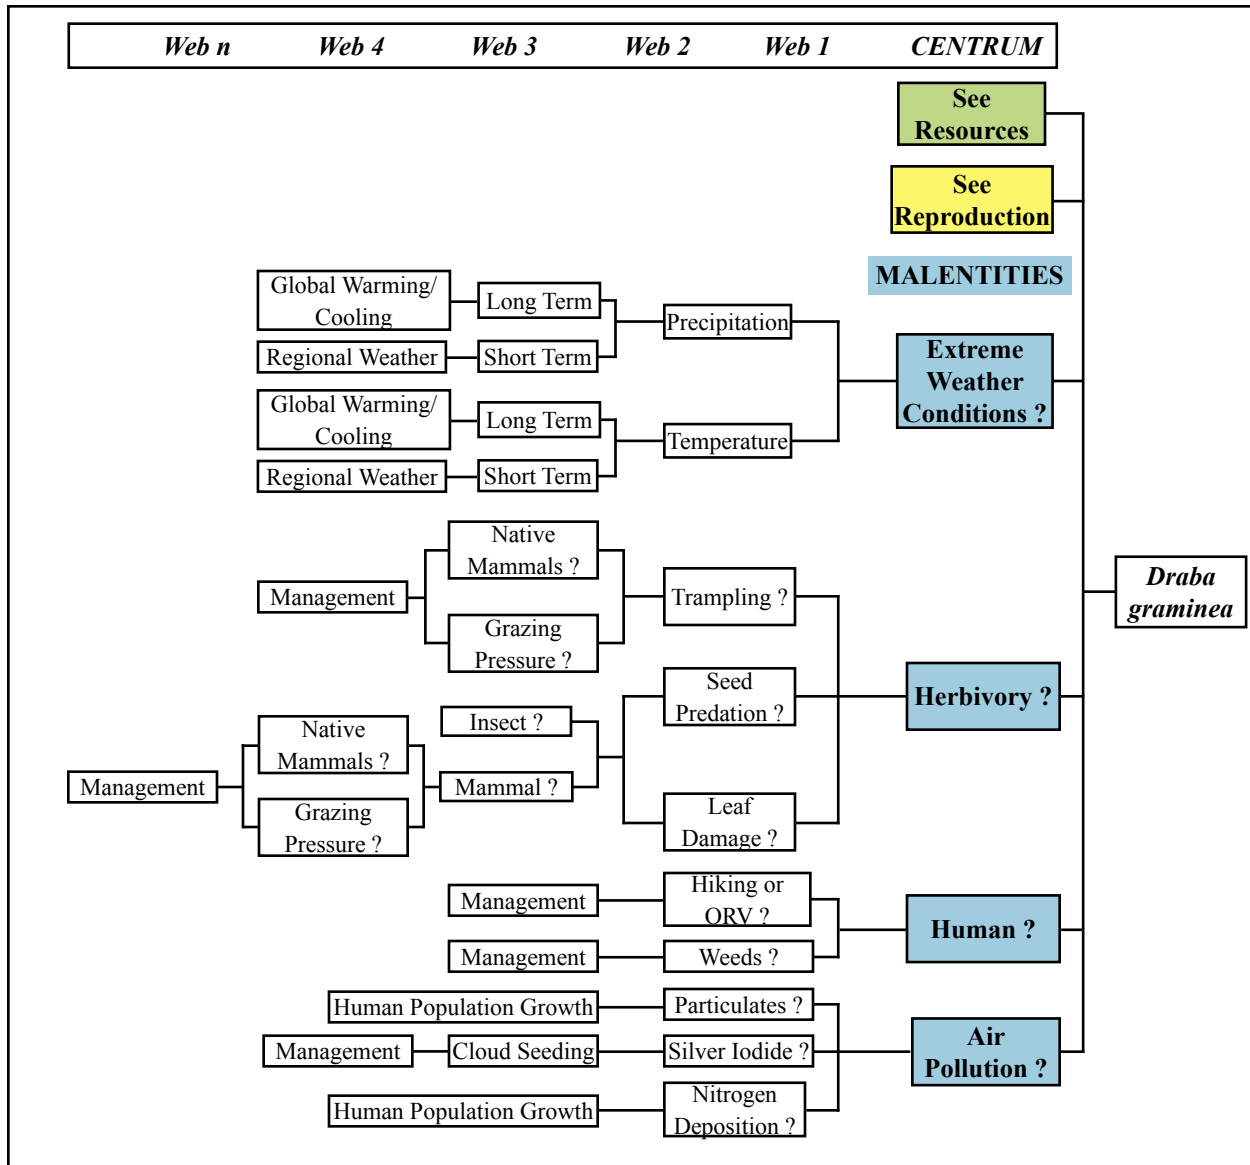 Web n Web 4 Web 3 Web 2 Web 1 CENTRUM
See
Resources
See
Reproduction
MALENTITIES
Global Warming/
Cooling
Long Term
Precipitation
Regional Weather
Short Term
Extreme
Weather
Conditions ?
Global Warming/
Cooling
Long Term
Temperature
Regional Weather
Short Term
Native
Mammals ?
Management
Trampling ?
Grazing
Pressure ?
Draba
graminea
Seed
Predation ?
Herbivory ?
Insect ?
Native
Mammals ?
Management
Mammal ?
Grazing
Pressure ?
Leaf
Damage ?
Management
Hiking or
ORV ?
Human ?
Management
Weeds ?
Human Population Growth
Particulates ?
Management
Cloud Seeding
Silver Iodide ?
Air
Pollution ?
Human Population Growth
Nitrogen
Deposition ?